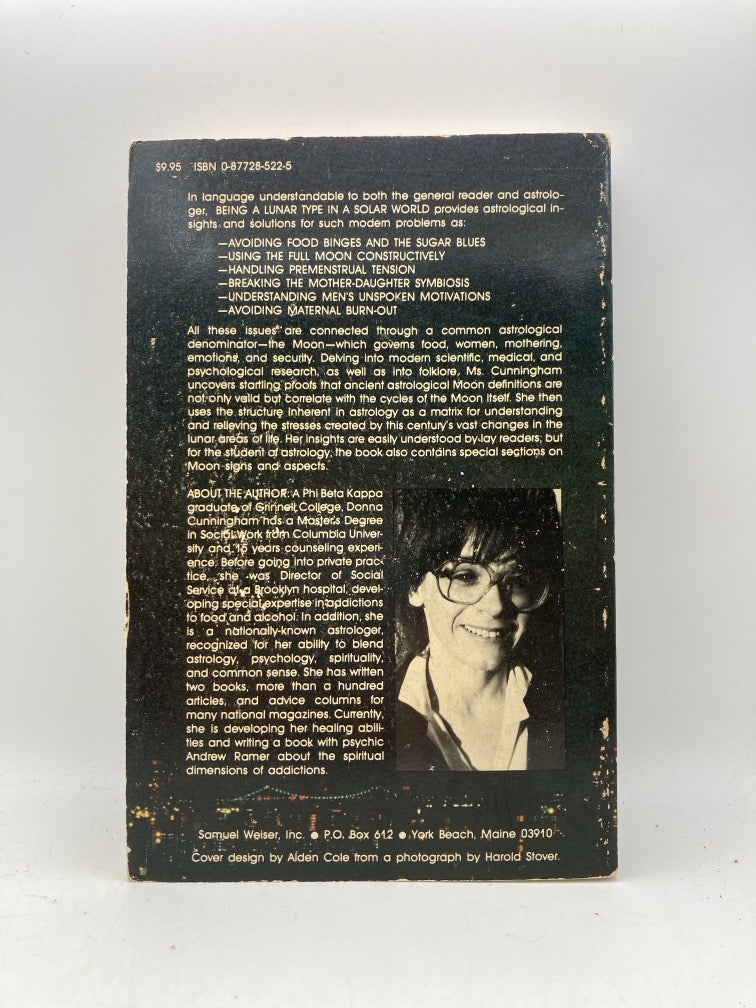 $9.95 ISBN 0-87728-522-5
In language understandable to both the general reader and astrolo-
ger, BEING A LUNAR TYPE IN A SOLAR WORLD provides astrological in-
sights and solutions for such modern problems as:
—AVOIDING FOOD BINGES AND THE SUGAR BLUES
—USING THE FULL MOON CONSTRUCTIVELY
—HANDLING PREMENSTRUAL TENSION
—BREAKING THE MOTHER-DAUGHTER SYMBIOSIS
—UNDERSTANDING MEN'S UNSPOKEN MOTIVATIONS
—AVOIDING MATERNAL BURN-OUT
All these issues are connected through a common astrological
denominator—the Moon—which governs food, women, mothering,
emotions, and security. Delving into modern scientific, medical, and
psychological research, as well as into folklore, Ms. Cunningham
uncovers startling proofs that ancient astrological Moon definitions are
not only valid but correlate with the cycles of the Moon itself. She then
uses the structure inherent in astrology as a matrix for understanding
and relieving the stresses created by this century's vast changes in the
lunar areas of life. Her insights are easily understood by lay readers, but
for the student of astrology, the book also contains special sections on
Moon signs and aspects.
ABOUT THE AUTHOR: A Phi Beta Kappa
graduate of Grinnell College, Donna
Cunningham has a Master's Degree
in Social Work from Columbia Univer-
sity and 15 years counseling experi-
ence. Before going into private prac-
tice, she was Director of Social
Service at a Brooklyn hospital, devel-
oping special expertise in addictions
to food and alcohol. In addition, she
is a nationally-known astrologer,
recognized for her ability to blend
astrology, psychology, spirituality,
and common sense. She has written
two books, more than a hundred
articles, and advice columns for
many national magazines. Currently,
she is developing her healing abili-
ties and writing a book with psychic
Andrew Ramer about the spiritual
dimensions of addictions.
Samuel Weiser, Inc. ● P.O. Box 612 ● York Beach, Maine 03910
Cover design by Alden Cole from a photograph by Harold Stover.